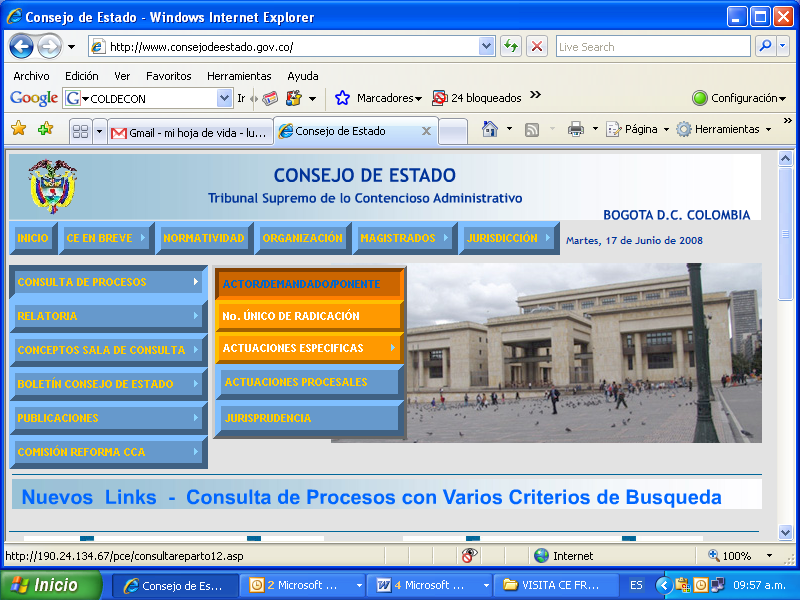 Consejo de Estado - Windows Internet Explorer
http://www.consejodeestado.gov.co/
Live Search
Archivo Edición Ver Favoritos Herramientas Ayuda
Google
G COLDECON
Ir
Marcadores
24 bloqueados
Configuración
Gmail - mi hoja de vida - lu...
Consejo de Estado
Página
Herramientas
CONSEJO DE ESTADO
Tribunal Supremo de lo Contencioso Administrativo
BOGOTA D.C. COLOMBIA
INICIO
CE EN BREVE
NORMATIVIDAD
ORGANIZACIÓN
MAGISTRADOS
JURISDICCIÓN
Martes, 17 de Junio de 2008
CONSULTA DE PROCESOS
RELATORIA
CONCEPTOS SALA DE CONSULTA
BOLETÍN CONSEJO DE ESTADO
PUBLICACIONES
COMISIÓN REFORMA CCA
ACTOR/DEMANDADO/PONENTE
No. ÚNICO DE RADICACIÓN
ACTUACIONES ESPECIFICAS
ACTUACIONES PROCESALES
JURISPRUDENCIA
Nuevos Links - Consulta de Procesos con Varios Criterios de Busqueda
http://190.24.134.67/pce/consultareparto12.asp
Internet
100%
Inicio
Consejo de Es...
2 Microsoft ...
4 Microsoft ...
VISITA CE FR...
ES
09:57 a.m.